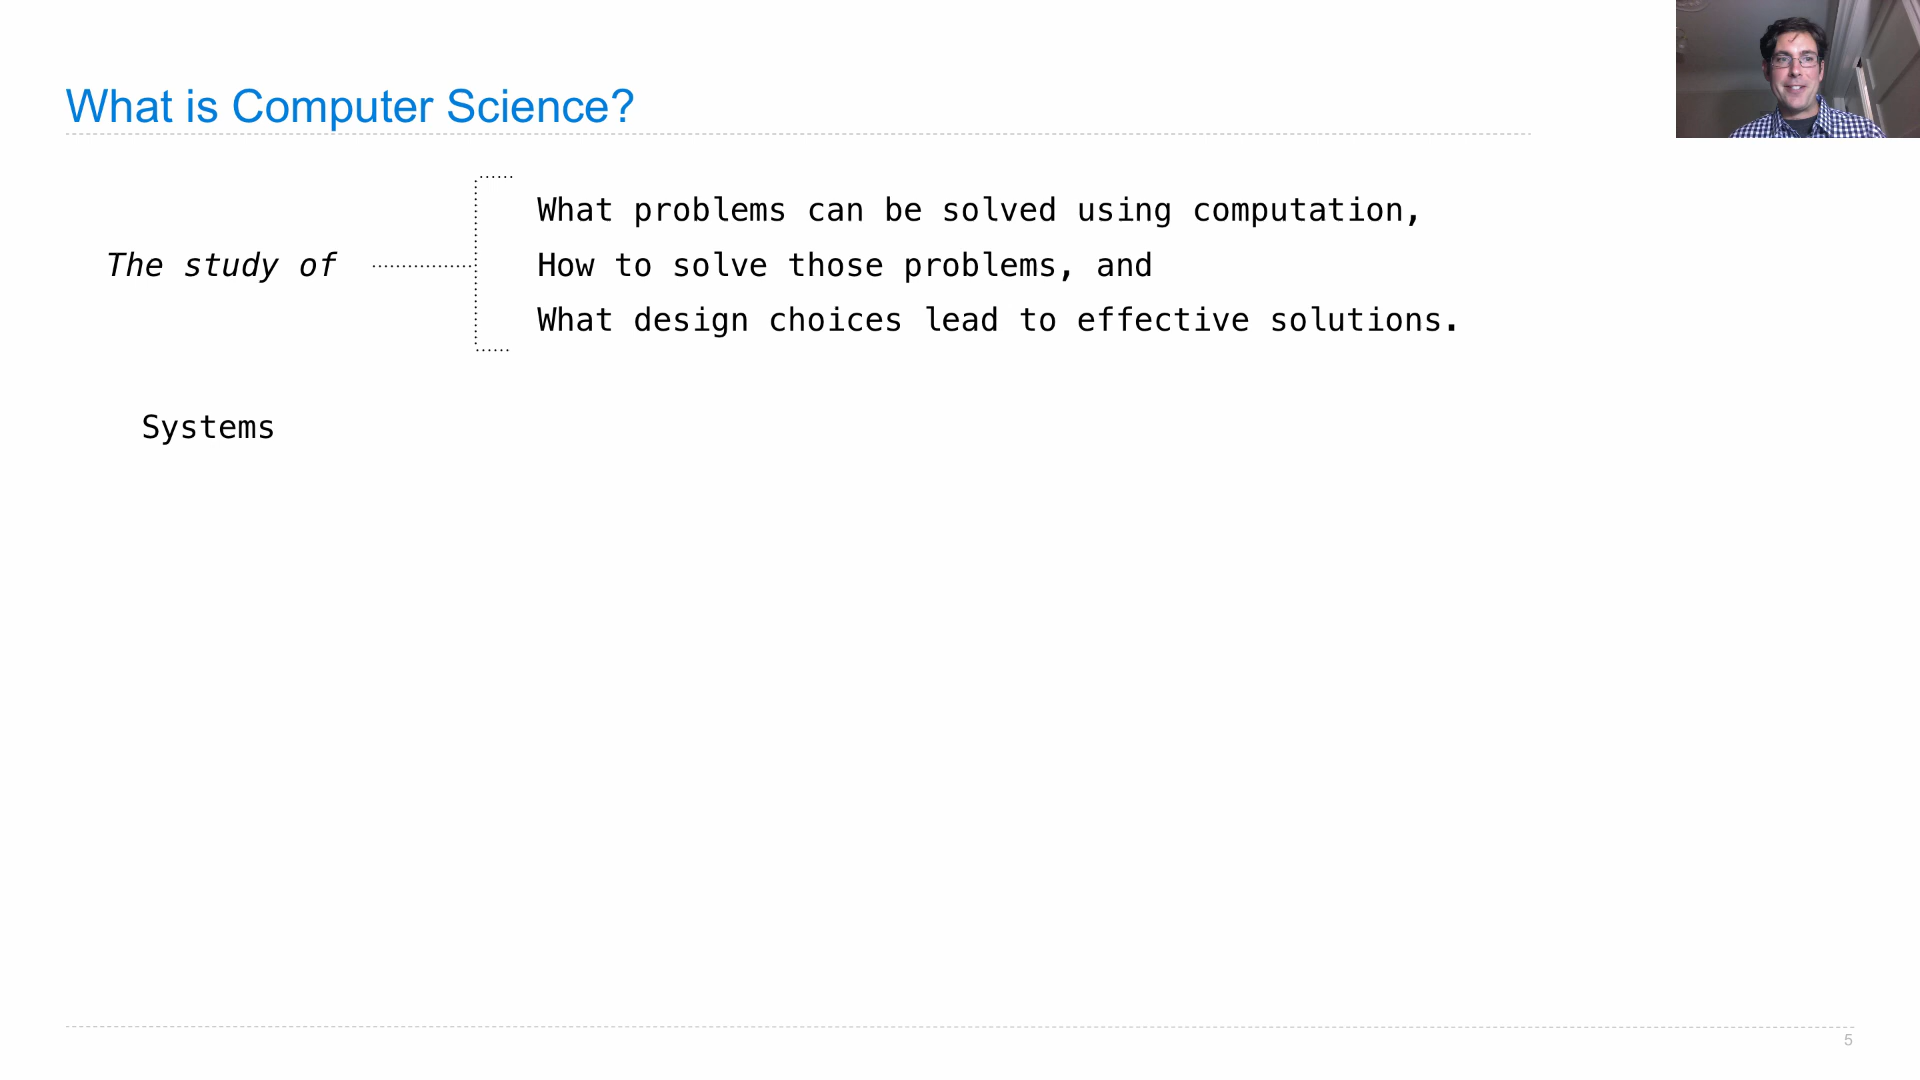 What is Computer Science?
What problems can be solved using computation,
The study of
How to solve those problems, and
What design choices lead to effective solutions.
Systems
5